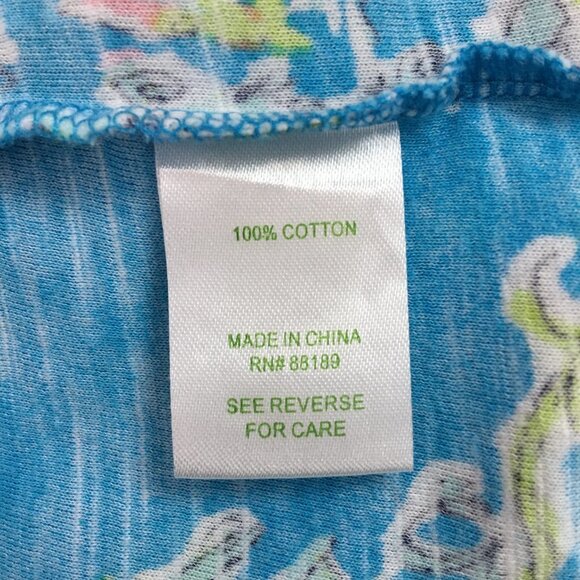 100% COTTON
MADE IN CHINA
RN# 88189
SEE REVERSE
FOR CARE